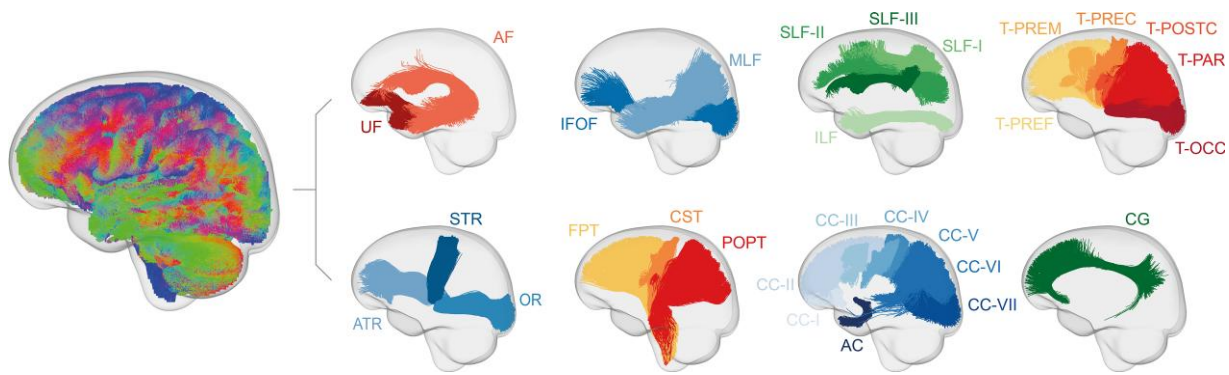 AF
UF
MLF
IFOF
SLF-III
SLF-II
SLF-I
ILF
T-PREC
T-PREM
T-POSTC
T-PAR
T-PREF
T-OCC
STR
OR
ATR
CST
FPT
POPT
CC-IV
CC-III
CC-V
CC-VI
CC-II
CC-VII
CC-I
AC
CG